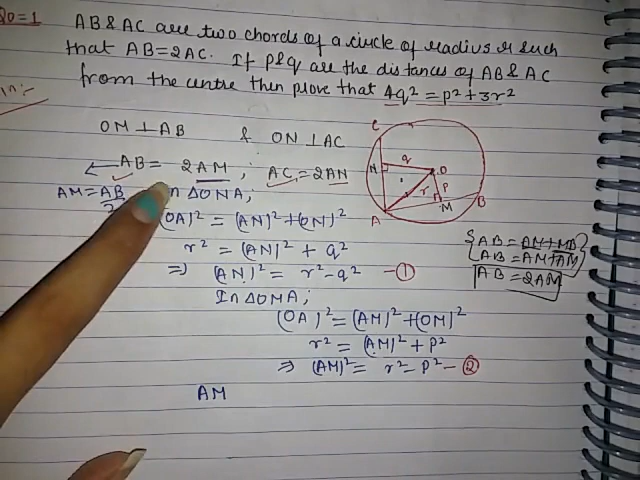 Q0=1
AB & AC are two chords of a circle of radius r such
that AB=2AC. If p & q are the distances of AB & AC
from the centre then prove that 4q² = p² + 3r²
OM ⊥ AB & ON ⊥ AC
← AB = 2AM ; AC = 2AN
AM = AB/2 In ΔONA;
(OA)² = (AN)² + (ON)²
r² = (AN)² + q²
⇒ (AN)² = r² - q² - ①
In ΔOMA;
(OA)² = (AM)² + (OM)²
r² = (AM)² + p²
⇒ (AM)² = r² - p² - ②
AM
C
N
q
O
r
P
A
M
B
{AB = AM + MB}
{AB = AM + AM}
AB = 2AM